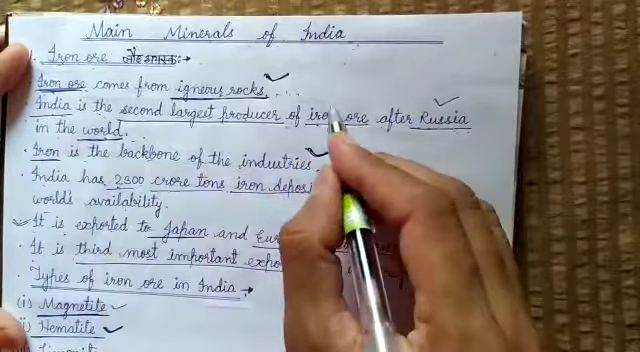 Main Minerals of India
1. Iron ore लौह अयस्क :→
Iron ore comes from igneous rocks.
India is the second largest producer of iron ore after Russia
in the world.
· Iron is the backbone of the industries.
· India has 2300 crore tons iron
world's availability.
It is exported to Japan and
· It is third most important
· Types of iron ore in India →
(i) Magnetite
ii) Hematite